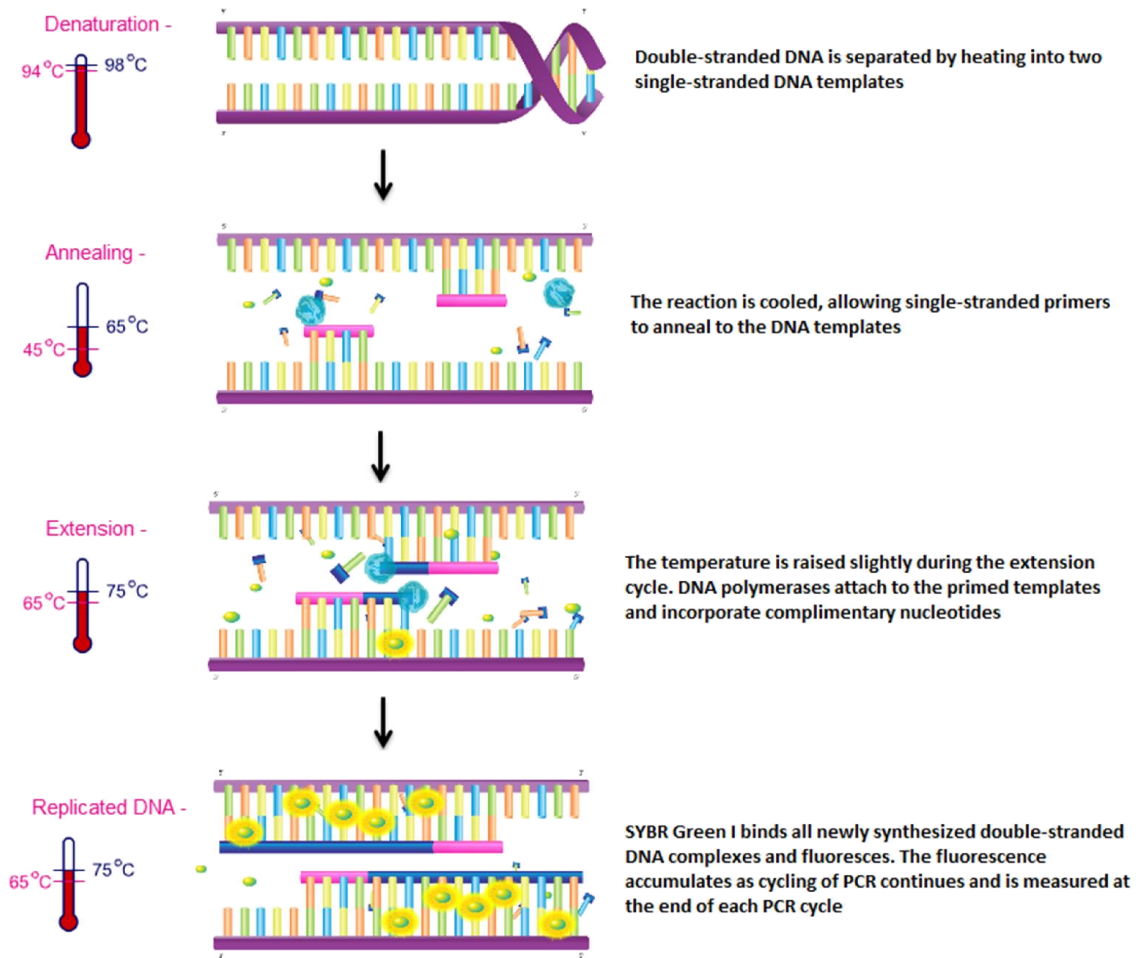 Denaturation -
94°C
98°C
Double-stranded DNA is separated by heating into two
single-stranded DNA templates
5'
3'
Annealing -
65°C
45°C
The reaction is cooled, allowing single-stranded primers
to anneal to the DNA templates
5'
3'
Extension -
75°C
65°C
The temperature is raised slightly during the extension
cycle. DNA polymerases attach to the primed templates
and incorporate complimentary nucleotides
Replicated DNA -
75°C
65°C
SYBR Green I binds all newly synthesized double-stranded
DNA complexes and fluoresces. The fluorescence
accumulates as cycling of PCR continues and is measured at
the end of each PCR cycle